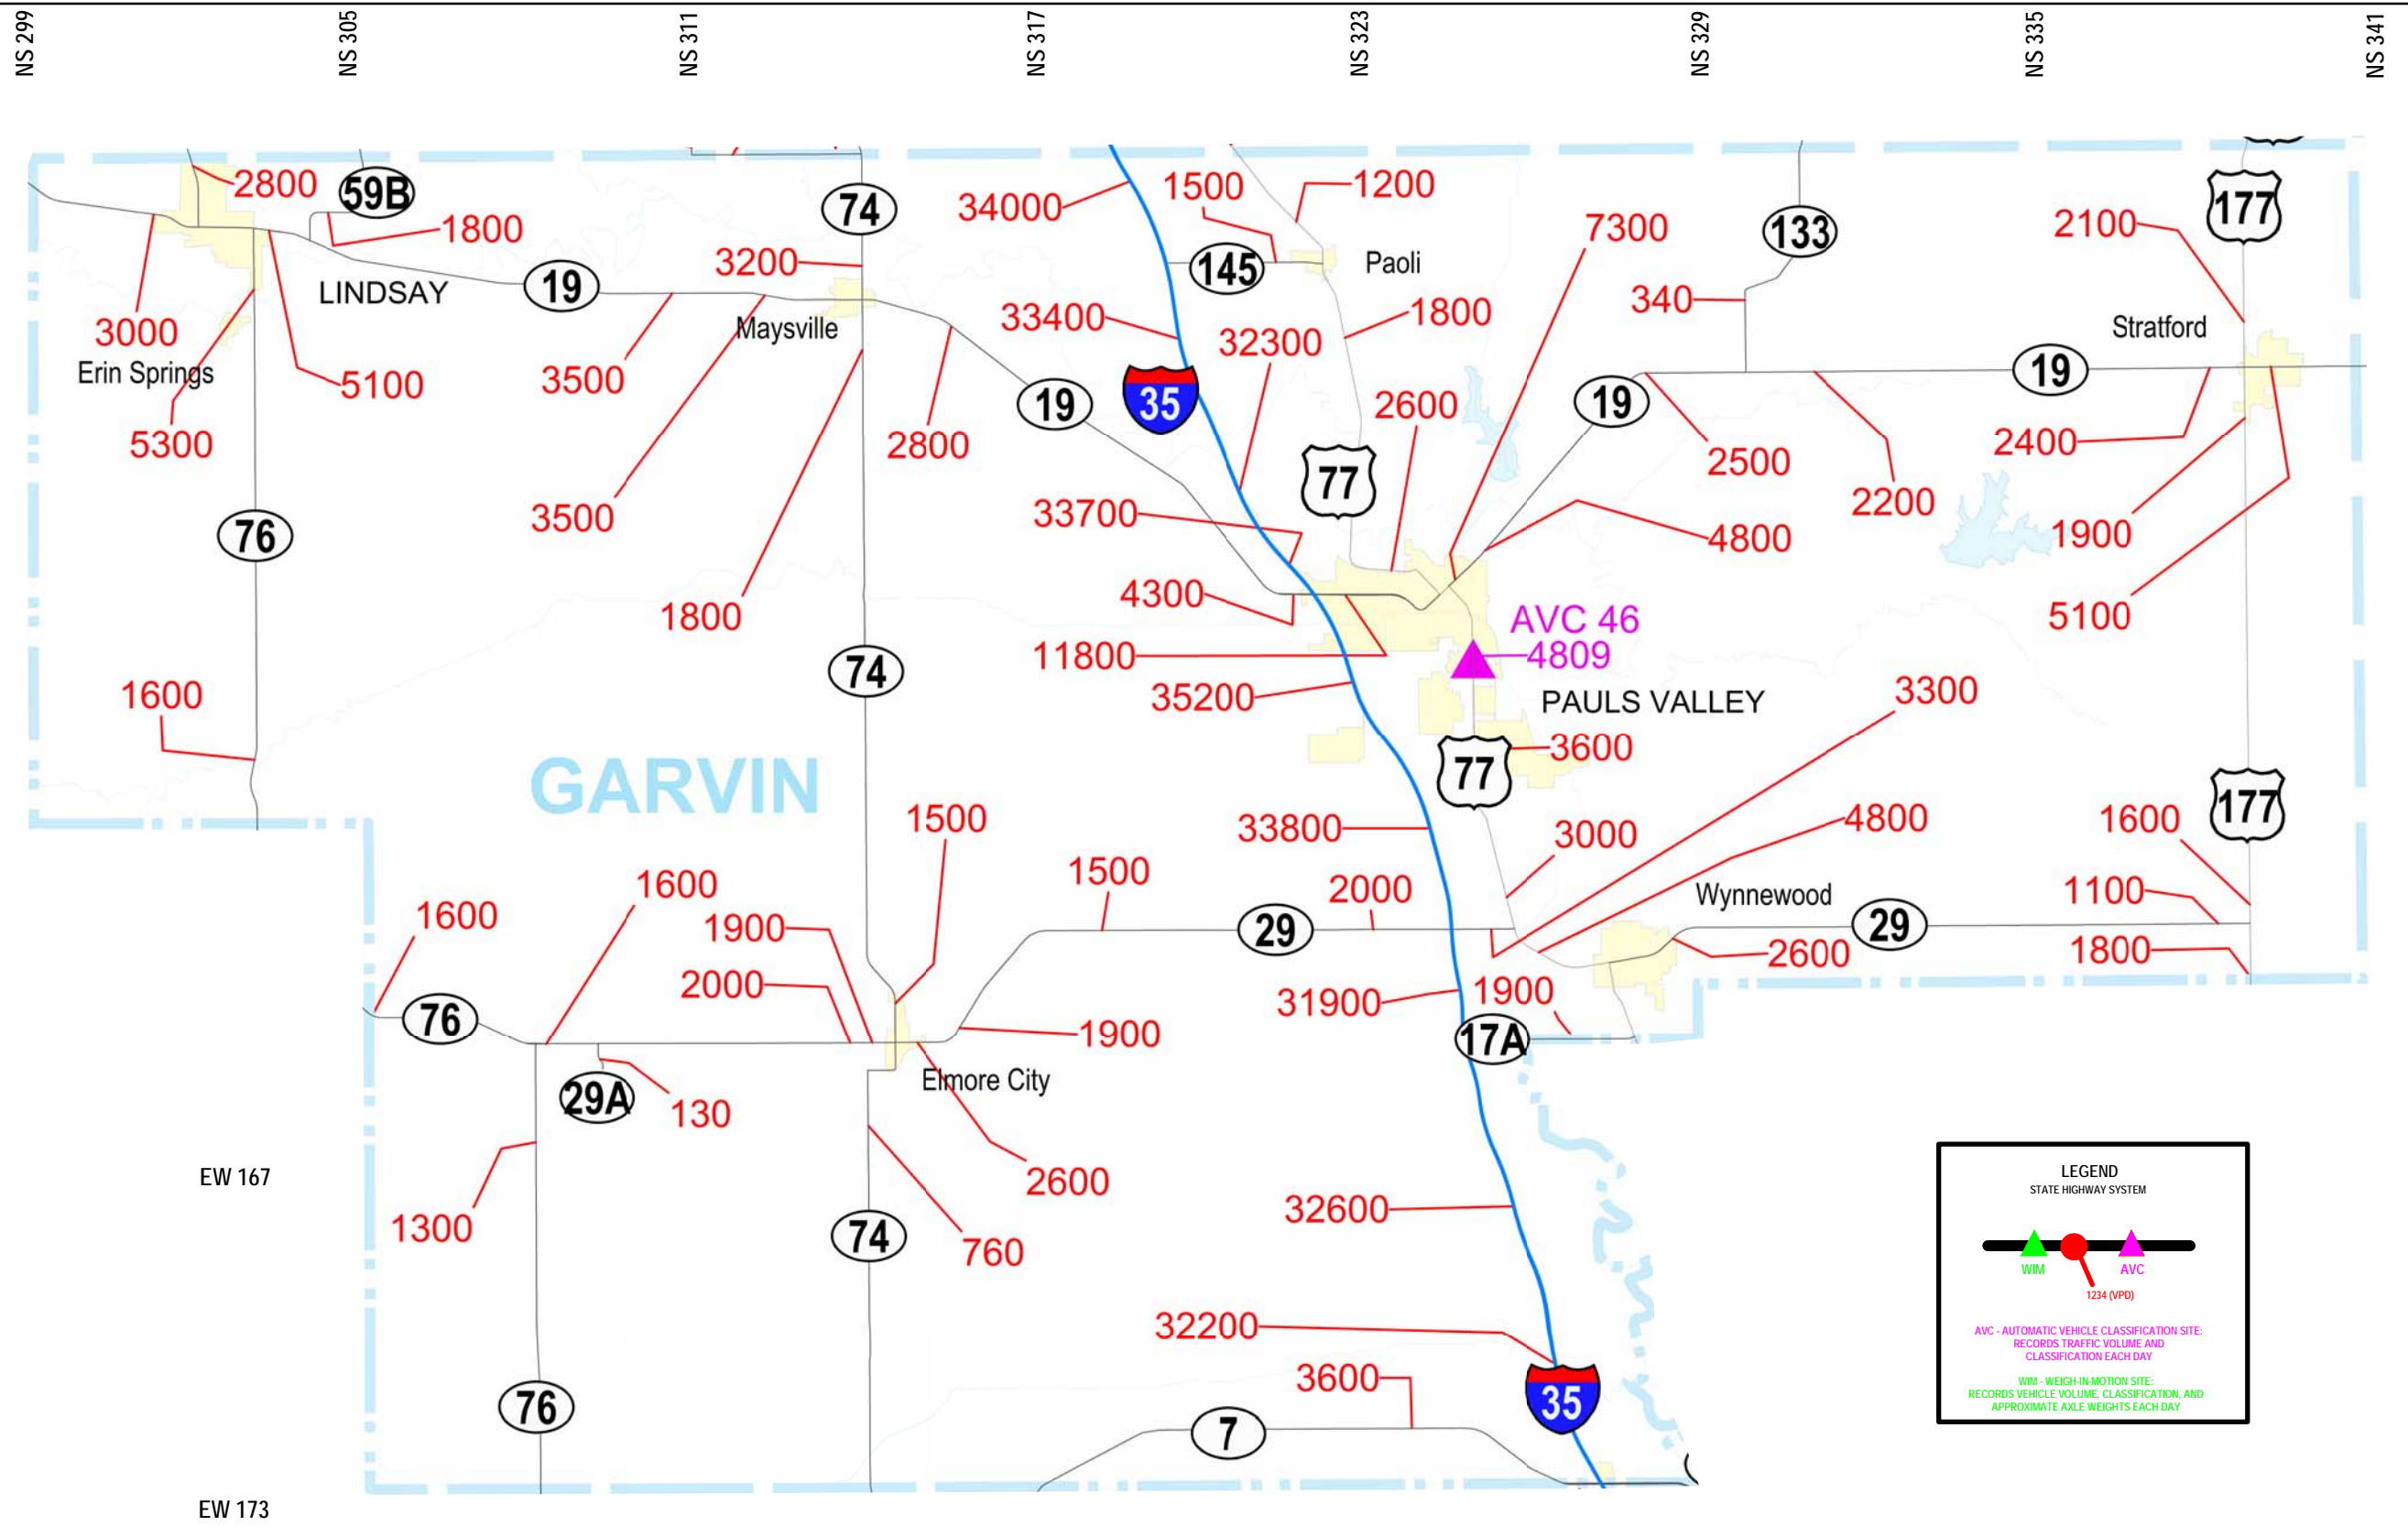 NS 299
NS 305
NS 311
NS 317
NS 323
NS 329
NS 335
NS 341
2800
59B
1800
74
34000
1500
1200
7300
133
2100
177
3200
145
Paoli
LINDSAY
19
340
3000
Maysville
33400
32300
1800
Stratford
Erin Springs
5100
3500
19
35
2600
19
19
5300
2800
2500
2400
76
3500
33700
77
4800
2200
1900
1800
4300
AVC 46
4809
5100
11800
74
35200
PAULS VALLEY
3300
1600
3600
GARVIN
77
177
1500
33800
3000
4800
1600
1500
2000
Wynnewood
1100
1600
1600
1900
29
29
2600
1800
2000
76
1900
31900
1900
17A
29A
130
Elmore City
EW 167
1300
2600
32600
74
760
32200
3600
35
76
7
EW 173
LEGEND
STATE HIGHWAY SYSTEM
WIM
AVC
1234 (VPD)
AVC - AUTOMATIC VEHICLE CLASSIFICATION SITE:
RECORDS TRAFFIC VOLUME AND
CLASSIFICATION EACH DAY
WIM - WEIGH-IN-MOTION SITE:
RECORDS VEHICLE VOLUME, CLASSIFICATION, AND
APPROXIMATE AXLE WEIGHTS EACH DAY